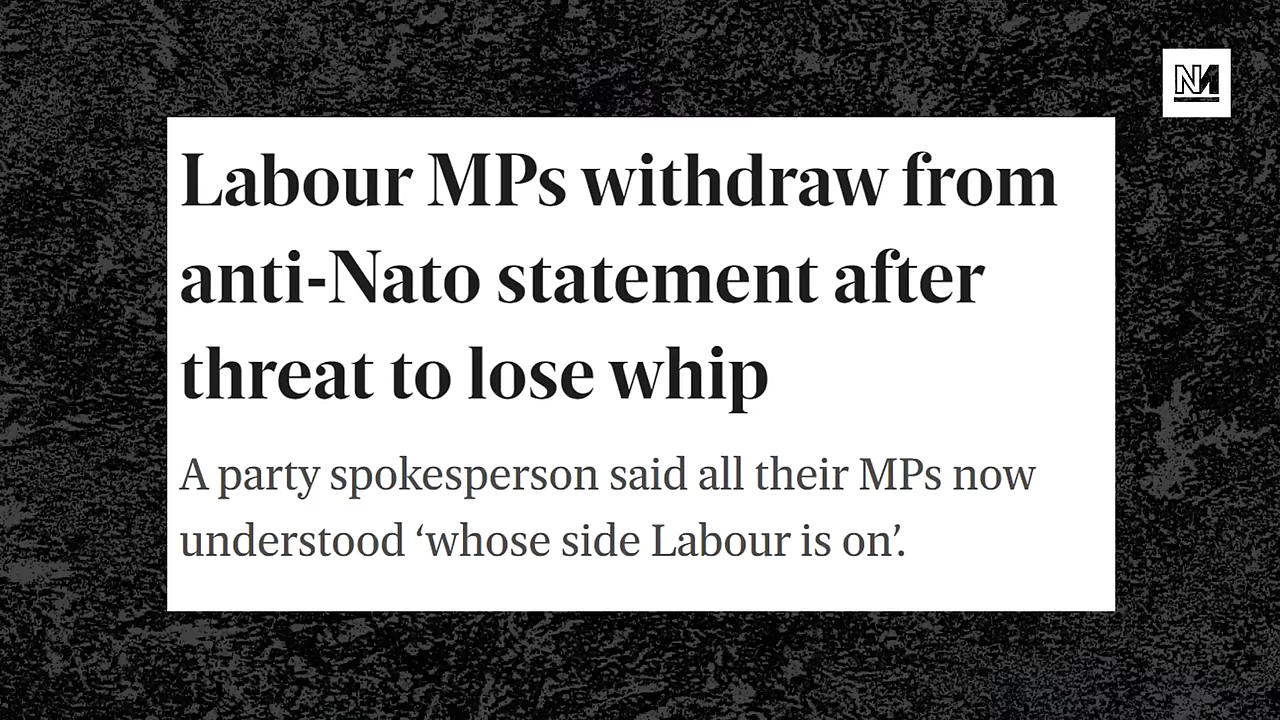 NM
Labour MPs withdraw from
anti-Nato statement after
threat to lose whip
A party spokesperson said all their MPs now
understood ‘whose side Labour is on’.